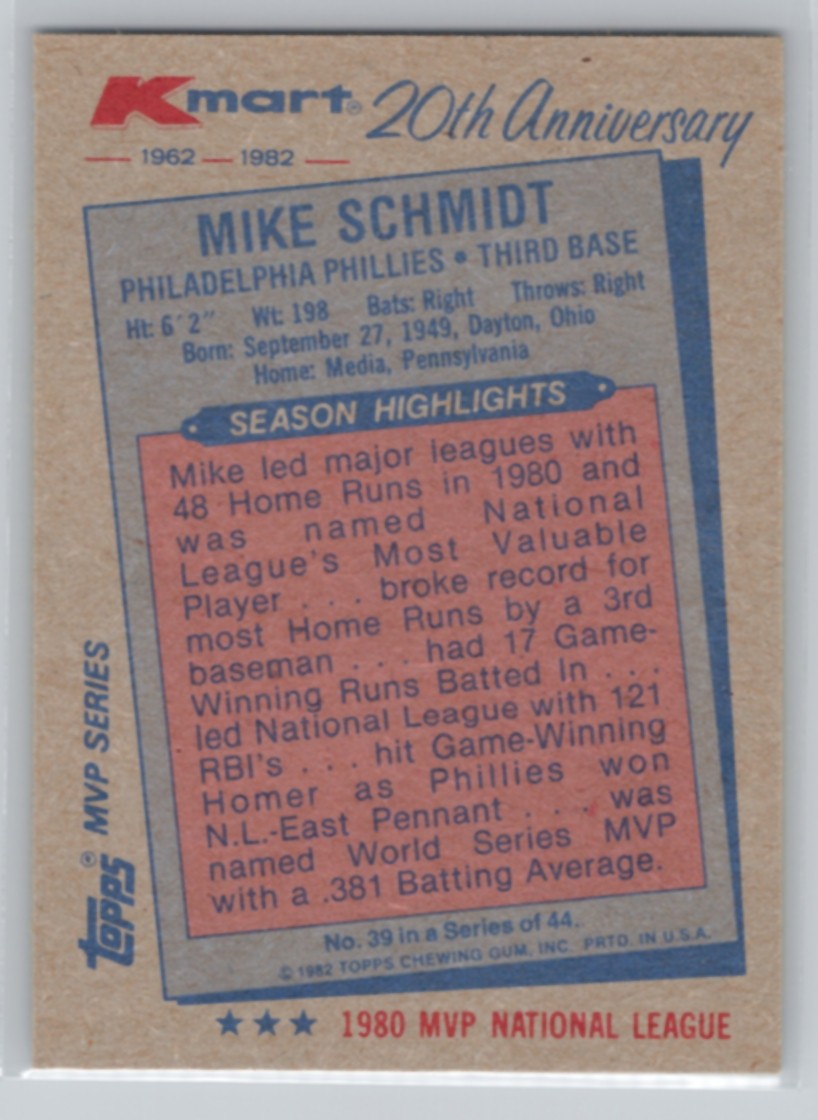 Kmart® 20th Anniversary
1962 — 1982
MIKE SCHMIDT
PHILADELPHIA PHILLIES • THIRD BASE
Ht: 6´2˝ Wt: 198 Bats: Right Throws: Right
Born: September 27, 1949, Dayton, Ohio
Home: Media, Pennsylvania
SEASON HIGHLIGHTS
Mike led major leagues with
48 Home Runs in 1980 and
was named National
League's Most Valuable
Player . . . broke record for
most Home Runs by a 3rd
baseman . . . had 17 Game-
Winning Runs Batted In . . .
led National League with 121
RBI's . . . hit Game-Winning
Homer as Phillies won
N.L.-East Pennant . . . was
named World Series MVP
with a .381 Batting Average.
No. 39 in a Series of 44.
© 1982 TOPPS CHEWING GUM, INC. PRTD. IN U.S.A.
topps® MVP SERIES
★★★ 1980 MVP NATIONAL LEAGUE